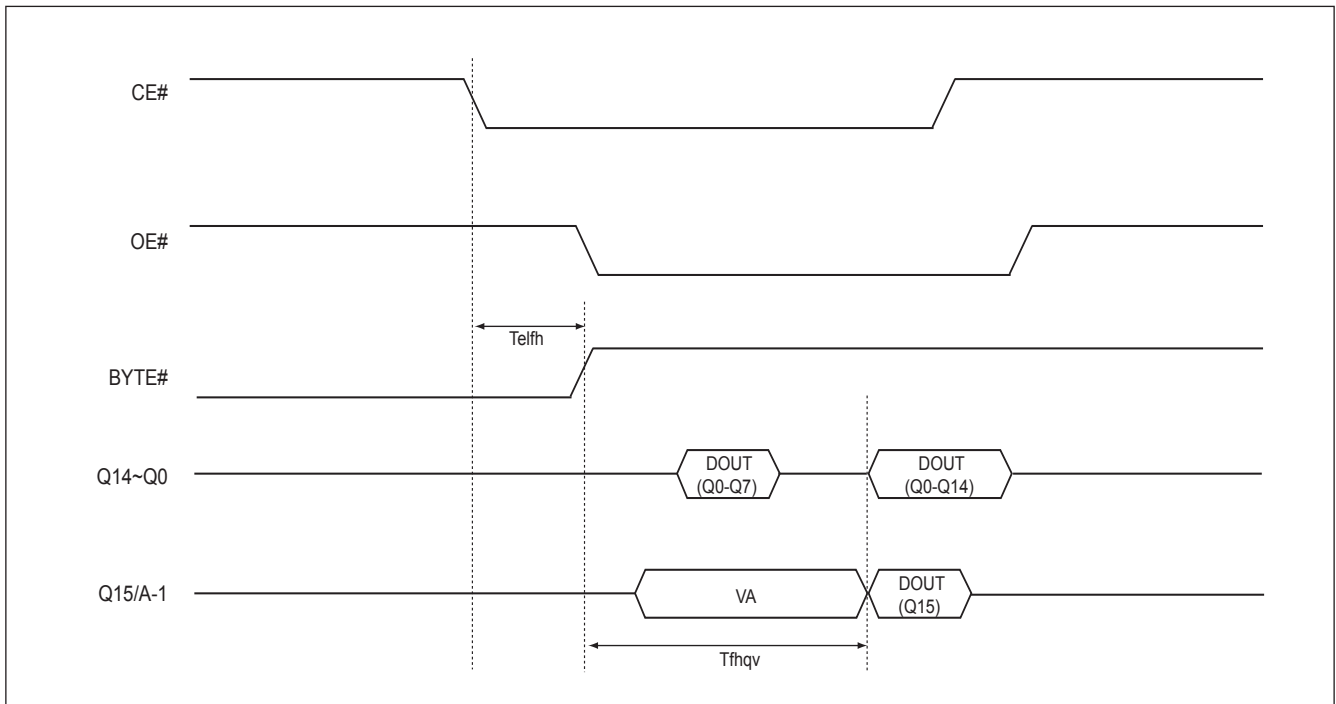 CE#
OE#
Telfh
BYTE#
Q14~Q0
DOUT
(Q0-Q7)
DOUT
(Q0-Q14)
Q15/A-1
VA
DOUT
(Q15)
Tfhqv